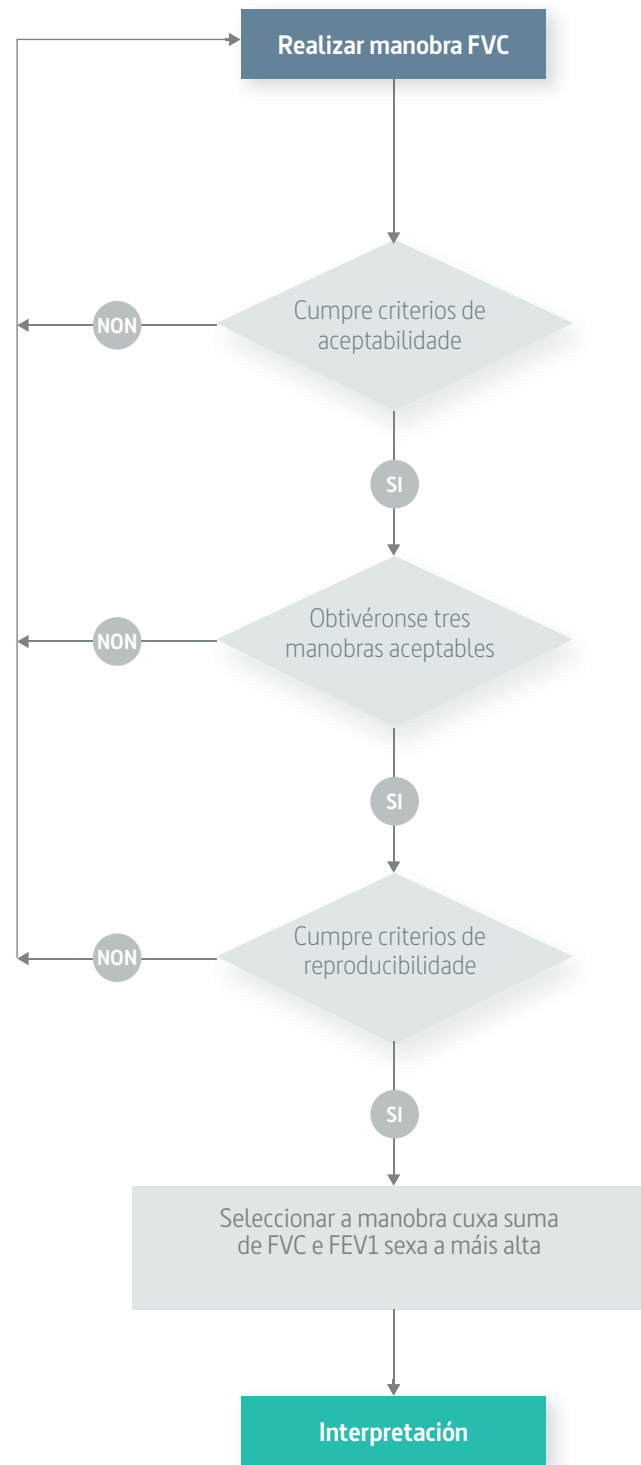 Realizar manobra FVC
Cumpre criterios de
aceptabilidade
NON
SI
Obtivéronse tres
manobras aceptables
NON
SI
Cumpre criterios de
reproducibilidade
NON
SI
Seleccionar a manobra cuxa suma
de FVC e FEV1 sexa a máis alta
Interpretación